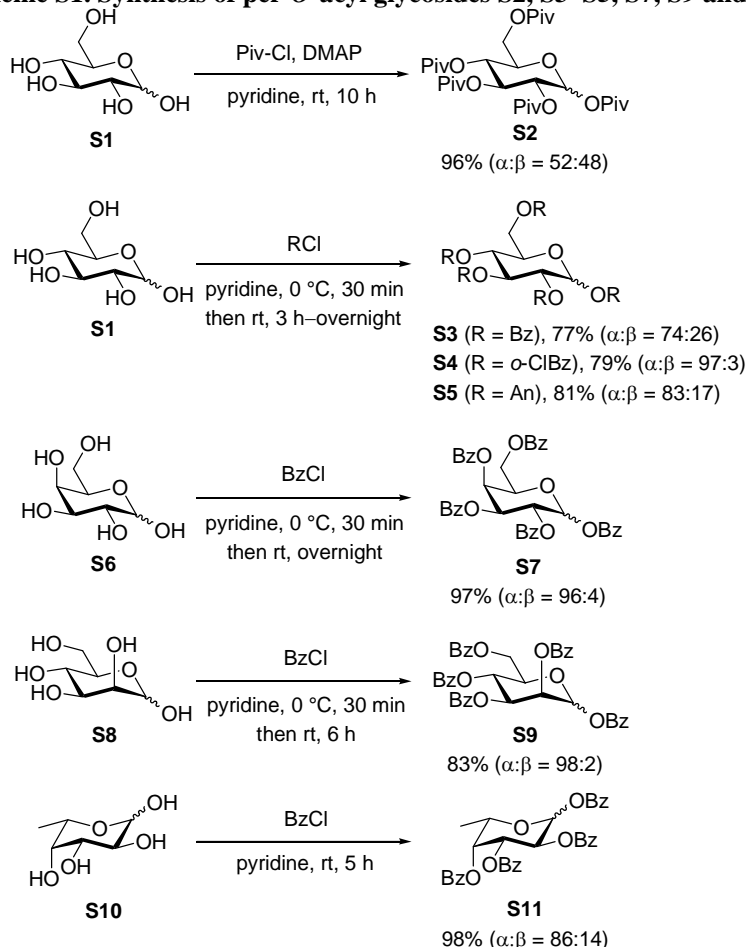 Scheme S1. Synthesis of per-O-acyl glycosides S2, S3–S5, S7, S9 and
OH
HO
HO
O
HO
OH
S1
Piv-Cl, DMAP
pyridine, rt, 10 h
OPiv
PivO
PivO
O
PivO
OPiv
S2
96% (α:β = 52:48)
OH
HO
HO
O
HO
OH
S1
RCl
pyridine, 0 °C, 30 min
then rt, 3 h–overnight
OR
RO
RO
O
RO
OR
S3 (R = Bz), 77% (α:β = 74:26)
S4 (R = o-ClBz), 79% (α:β = 97:3)
S5 (R = An), 81% (α:β = 83:17)
OH
HO
O
HO
HO
OH
S6
BzCl
pyridine, 0 °C, 30 min
then rt, overnight
OBz
BzO
O
BzO
BzO
OBz
S7
97% (α:β = 96:4)
HO
OH
HO
O
HO
OH
S8
BzCl
pyridine, 0 °C, 30 min
then rt, 6 h
BzO
OBz
BzO
O
BzO
OBz
S9
83% (α:β = 98:2)
OH
O
OH
OH
HO
S10
BzCl
pyridine, rt, 5 h
OBz
O
OBz
OBz
BzO
S11
98% (α:β = 86:14)